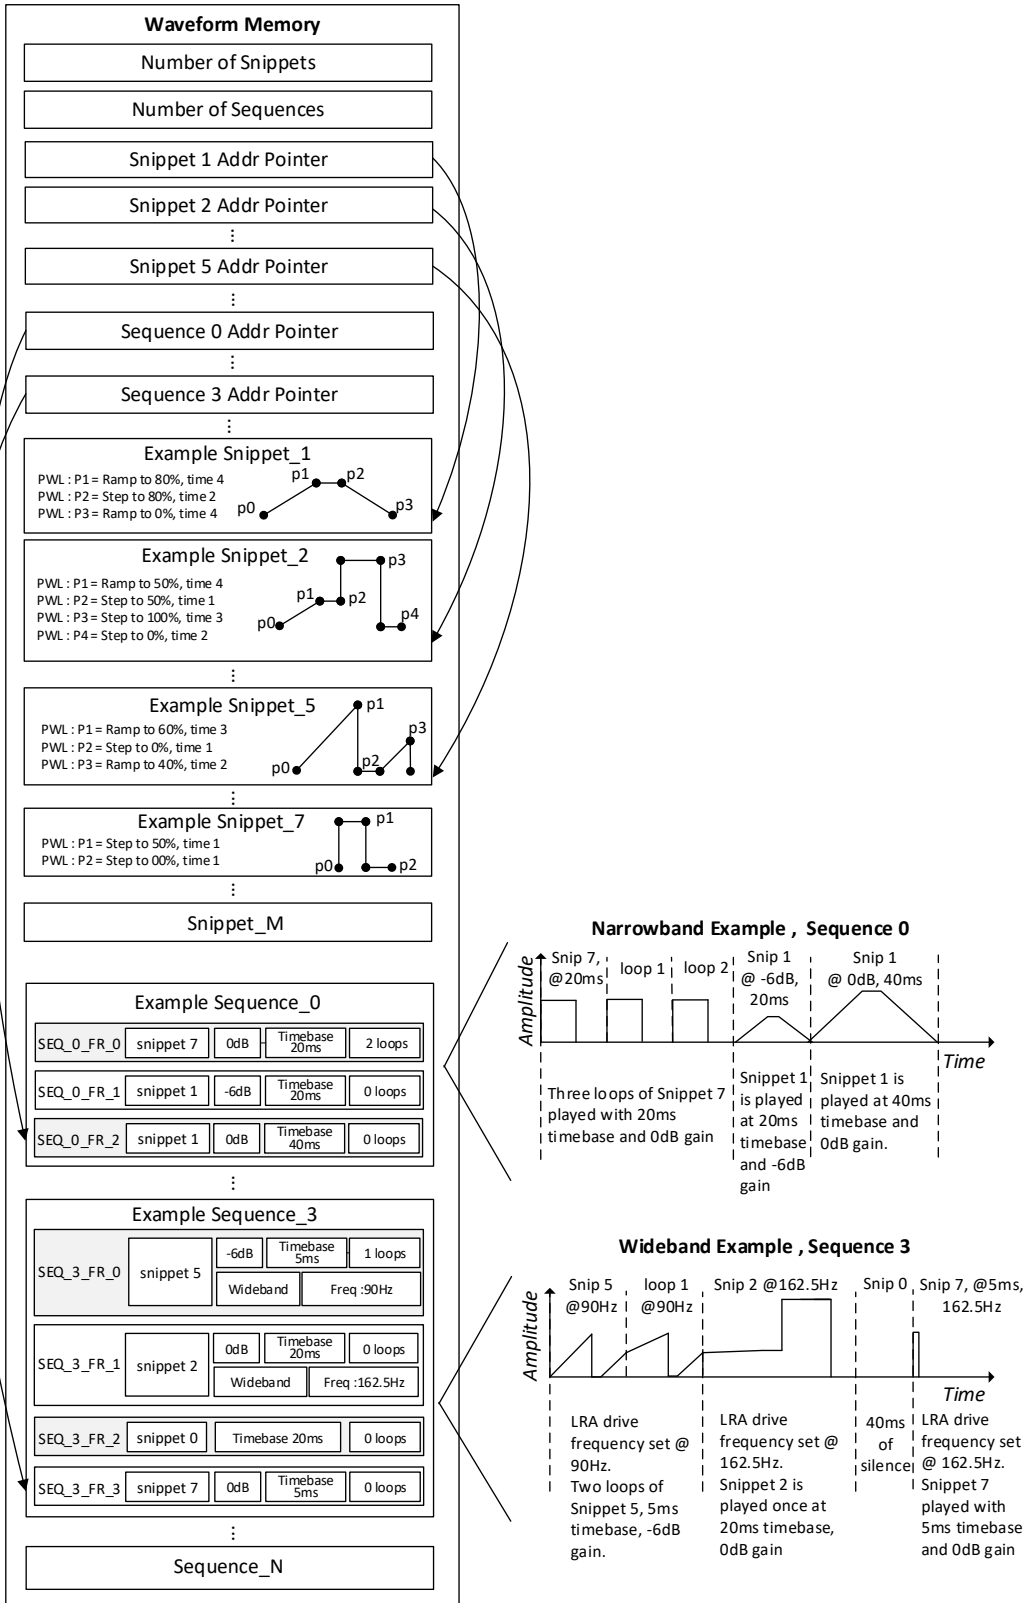 Waveform Memory
Number of Snippets
Number of Sequences
Snippet 1 Addr Pointer
Snippet 2 Addr Pointer
Snippet 5 Addr Pointer
Sequence 0 Addr Pointer
Sequence 3 Addr Pointer
Example Snippet_1
PWL : P1 = Ramp to 80%, time 4
PWL : P2 = Step to 80%, time 2
PWL : P3 = Ramp to 0%, time 4
p0
p1
p2
p3
Example Snippet_2
PWL : P1 = Ramp to 50%, time 4
PWL : P2 = Step to 50%, time 1
PWL : P3 = Step to 100%, time 3
PWL : P4 = Step to 0%, time 2
p0
p1
p2
p3
p4
Example Snippet_5
PWL : P1 = Ramp to 60%, time 3
PWL : P2 = Step to 0%, time 1
PWL : P3 = Ramp to 40%, time 2
p0
p1
p2
p3
Example Snippet_7
PWL : P1 = Step to 50%, time 1
PWL : P2 = Step to 00%, time 1
p0
p1
p2
Snippet_M
Example Sequence_0
SEQ_0_FR_0 snippet 7 0dB Timebase 20ms 2 loops
SEQ_0_FR_1 snippet 1 -6dB Timebase 20ms 0 loops
SEQ_0_FR_2 snippet 1 0dB Timebase 40ms 0 loops
Example Sequence_3
SEQ_3_FR_0 snippet 5 -6dB Timebase 5ms 1 loops
Wideband Freq :90Hz
SEQ_3_FR_1 snippet 2 0dB Timebase 20ms 0 loops
Wideband Freq :162.5Hz
SEQ_3_FR_2 snippet 0 Timebase 20ms 0 loops
SEQ_3_FR_3 snippet 7 0dB Timebase 5ms 0 loops
Sequence_N
Narrowband Example , Sequence 0
Amplitude
Snip 7,
@20ms
loop 1
loop 2
Snip 1
@ -6dB,
20ms
Snip 1
@ 0dB, 40ms
Time
Three loops of Snippet 7
played with 20ms
timebase and 0dB gain
Snippet 1
is played
at 20ms
timebase
and -6dB
gain
Snippet 1 is
played at 40ms
timebase and
0dB gain.
Wideband Example , Sequence 3
Amplitude
Snip 5
@90Hz
loop 1
@90Hz
Snip 2 @162.5Hz
Snip 0
Snip 7, @5ms,
162.5Hz
Time
LRA drive
frequency set @
90Hz.
Two loops of
Snippet 5, 5ms
timebase, -6dB
gain.
LRA drive
frequency set @
162.5Hz.
Snippet 2 is
played once at
20ms timebase,
0dB gain
40ms
of
silence
LRA drive
frequency set
@ 162.5Hz.
Snippet 7
played with
5ms timebase
and 0dB gain